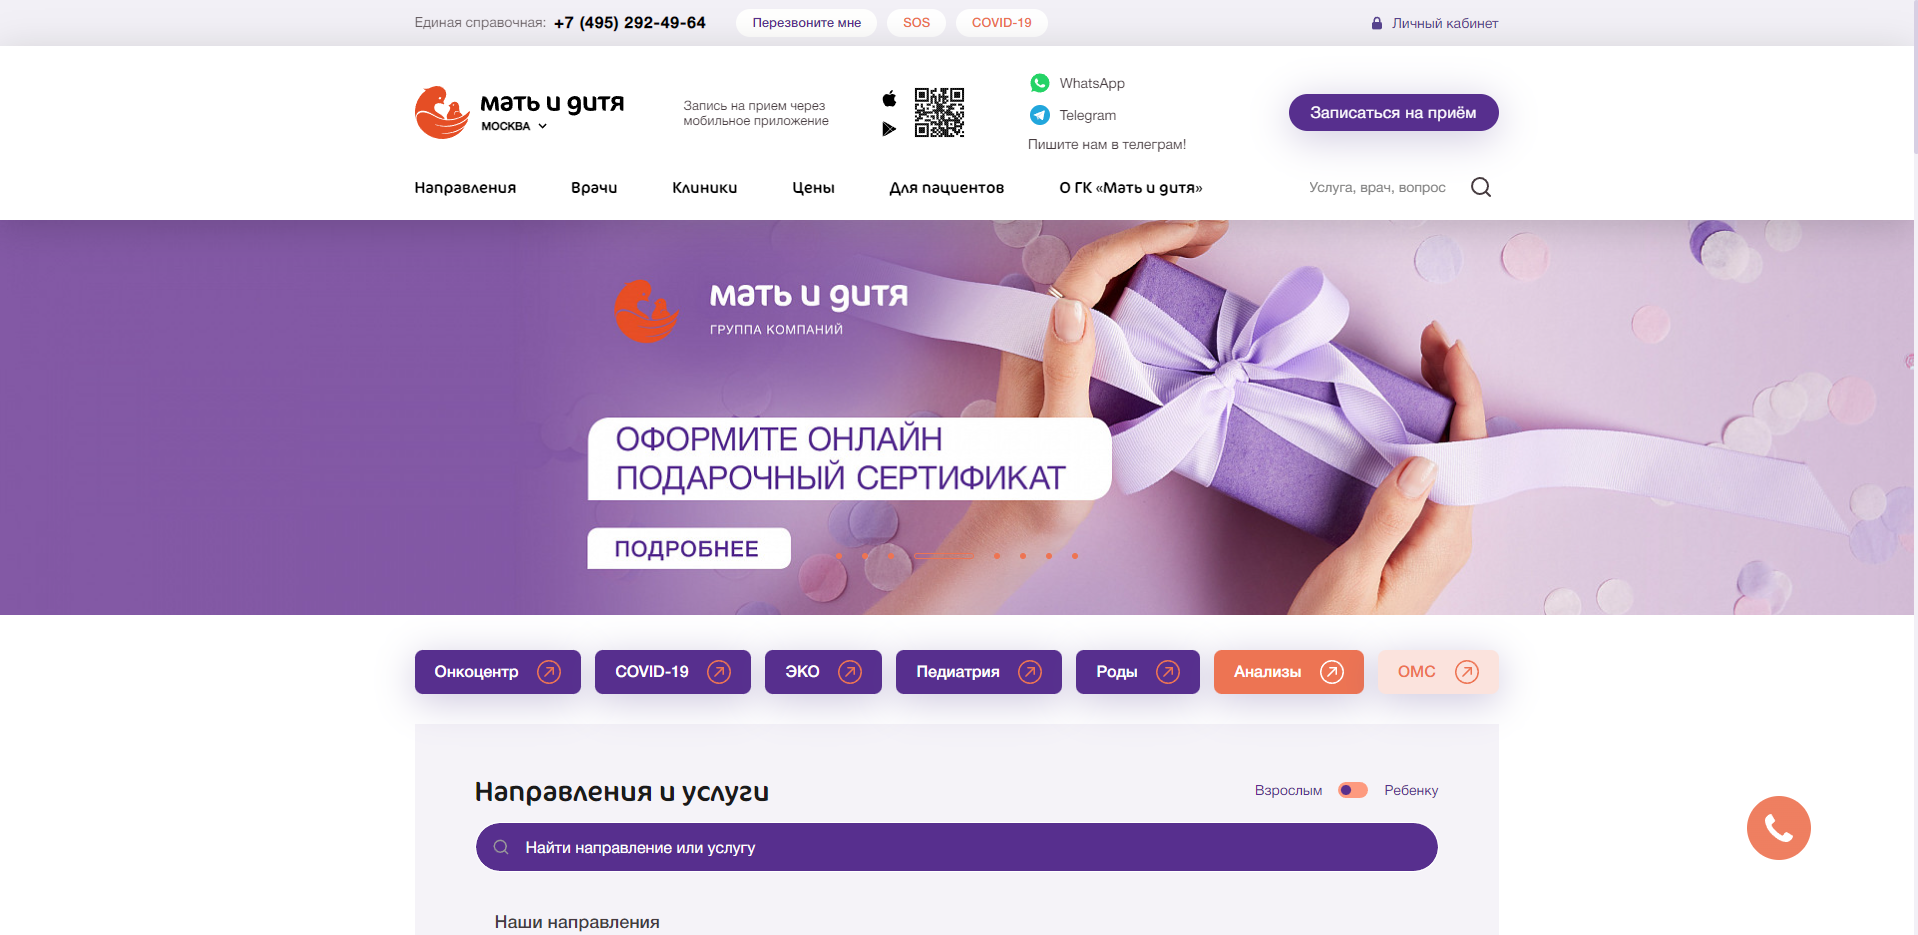 Единая справочная: +7 (495) 292-49-64
Перезвоните мне
SOS
COVID-19
Личный кабинет
мать и дитя
МОСКВА
Запись на прием через
мобильное приложение
WhatsApp
Telegram
Пишите нам в телеграм!
Записаться на приём
Направления
Врачи
Клиники
Цены
Для пациентов
О ГК «Мать и дитя»
Услуга, врач, вопрос
мать и дитя
ГРУППА КОМПАНИЙ
ОФОРМИТЕ ОНЛАЙН
ПОДАРОЧНЫЙ СЕРТИФИКАТ
ПОДРОБНЕЕ
Онкоцентр
COVID-19
ЭКО
Педиатрия
Роды
Анализы
ОМС
Направления и услуги
Взрослым
Ребенку
Найти направление или услугу
Наши направления